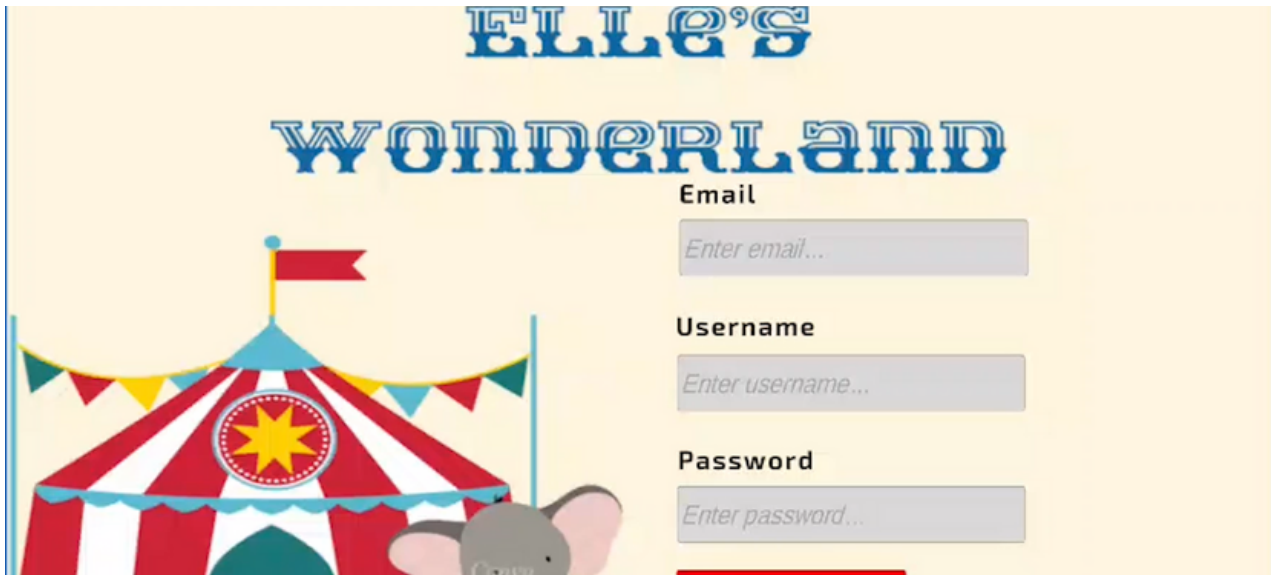 ELLe's
WONDeRLaND
Email
Enter email...
Username
Enter username...
Password
Enter password...